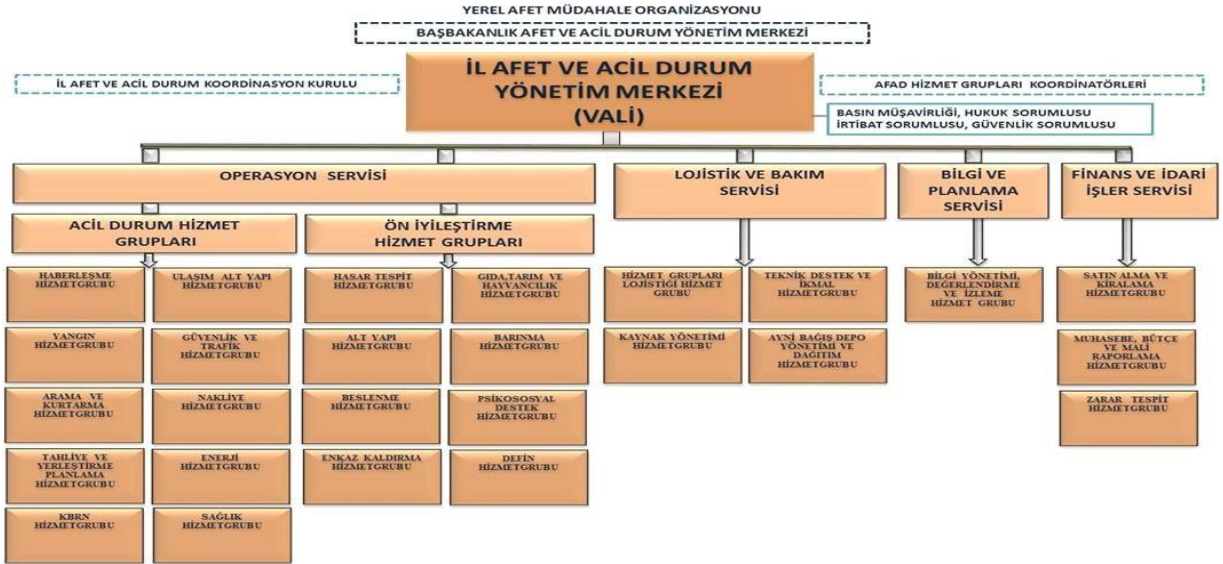 YEREL AFET MÜDAHALE ORGANİZASYONU
BAŞBAKANLIK AFET VE ACİL DURUM YÖNETİM MERKEZİ
İL AFET VE ACİL DURUM
YÖNETİM MERKEZİ
(VALİ)
İL AFET VE ACİL DURUM KOORDİNASYON KURULU
AFAD HİZMET GRUPLARI KOORDİNATÖRLERİ
BASIN MÜŞAVİRLİĞİ, HUKUK SORUMLUSU
İRTİBAT SORUMLUSU, GÜVENLİK SORUMLUSU
OPERASYON SERVİSİ
ACİL DURUM HİZMET
GRUPLARI
HABERLEŞME
HİZMETGRUBU
ULAŞIM ALT YAPI
HİZMETGRUBU
YANGIN
HİZMETGRUBU
GÜVENLİK VE
TRAFİK
HİZMETGRUBU
ARAMA VE
KURTARMA
HİZMETGRUBU
NAKLİYE
HİZMETGRUBU
TAHLİYE VE
YERLEŞTİRME
PLANLAMA
HİZMETGRUBU
ENERJİ
HİZMETGRUBU
KBRN
HİZMETGRUBU
SAĞLIK
HİZMETGRUBU
ÖN İYİLEŞTİRME
HİZMET GRUPLARI
HASAR TESPİT
HİZMETGRUBU
GIDA,TARIM VE
HAYVANCILIK
HİZMETGRUBU
ALT YAPI
HİZMETGRUBU
BARINMA
HİZMETGRUBU
BESLENME
HİZMETGRUBU
PSİKOSOSYAL
DESTEK
HİZMETGRUBU
ENKAZ KALDIRMA
HİZMETGRUBU
DEFİN
HİZMETGRUBU
LOJİSTİK VE BAKIM
SERVİSİ
HİZMET GRUPLARI
LOJİSTİĞİ HİZMET
GRUBU
TEKNİK DESTEK VE
İKMAL
HİZMETGRUBU
KAYNAK YÖNETİMİ
HİZMETGRUBU
AYNİ BAĞIŞ DEPO
YÖNETİMİ VE
DAĞITIM
HİZMETGRUBU
BİLGİ VE
PLANLAMA
SERVİSİ
BİLGİ YÖNETİMİ,
DEĞERLENDİRME
VE İZLEME
HİZMET GRUBU
FİNANS VE İDARİ
İŞLER SERVİSİ
SATIN ALMA VE
KİRALAMA
HİZMETGRUBU
MUHASEBE, BÜTÇE
VE MALİ
RAPORLAMA
HİZMETGRUBU
ZARAR TESPİT
HİZMETGRUBU